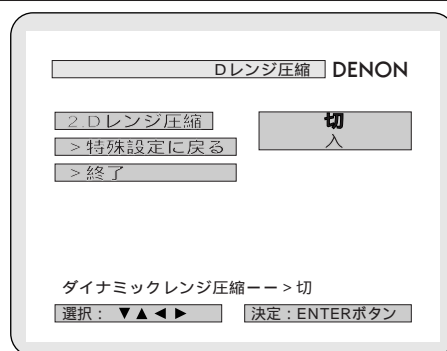 Dレンジ圧縮 DENON
2.Dレンジ圧縮 切
>特殊設定に戻る 入
>終了
ダイナミックレンジ圧縮ーー>切
選択: ▼▲◀▶ 決定:ENTERボタン